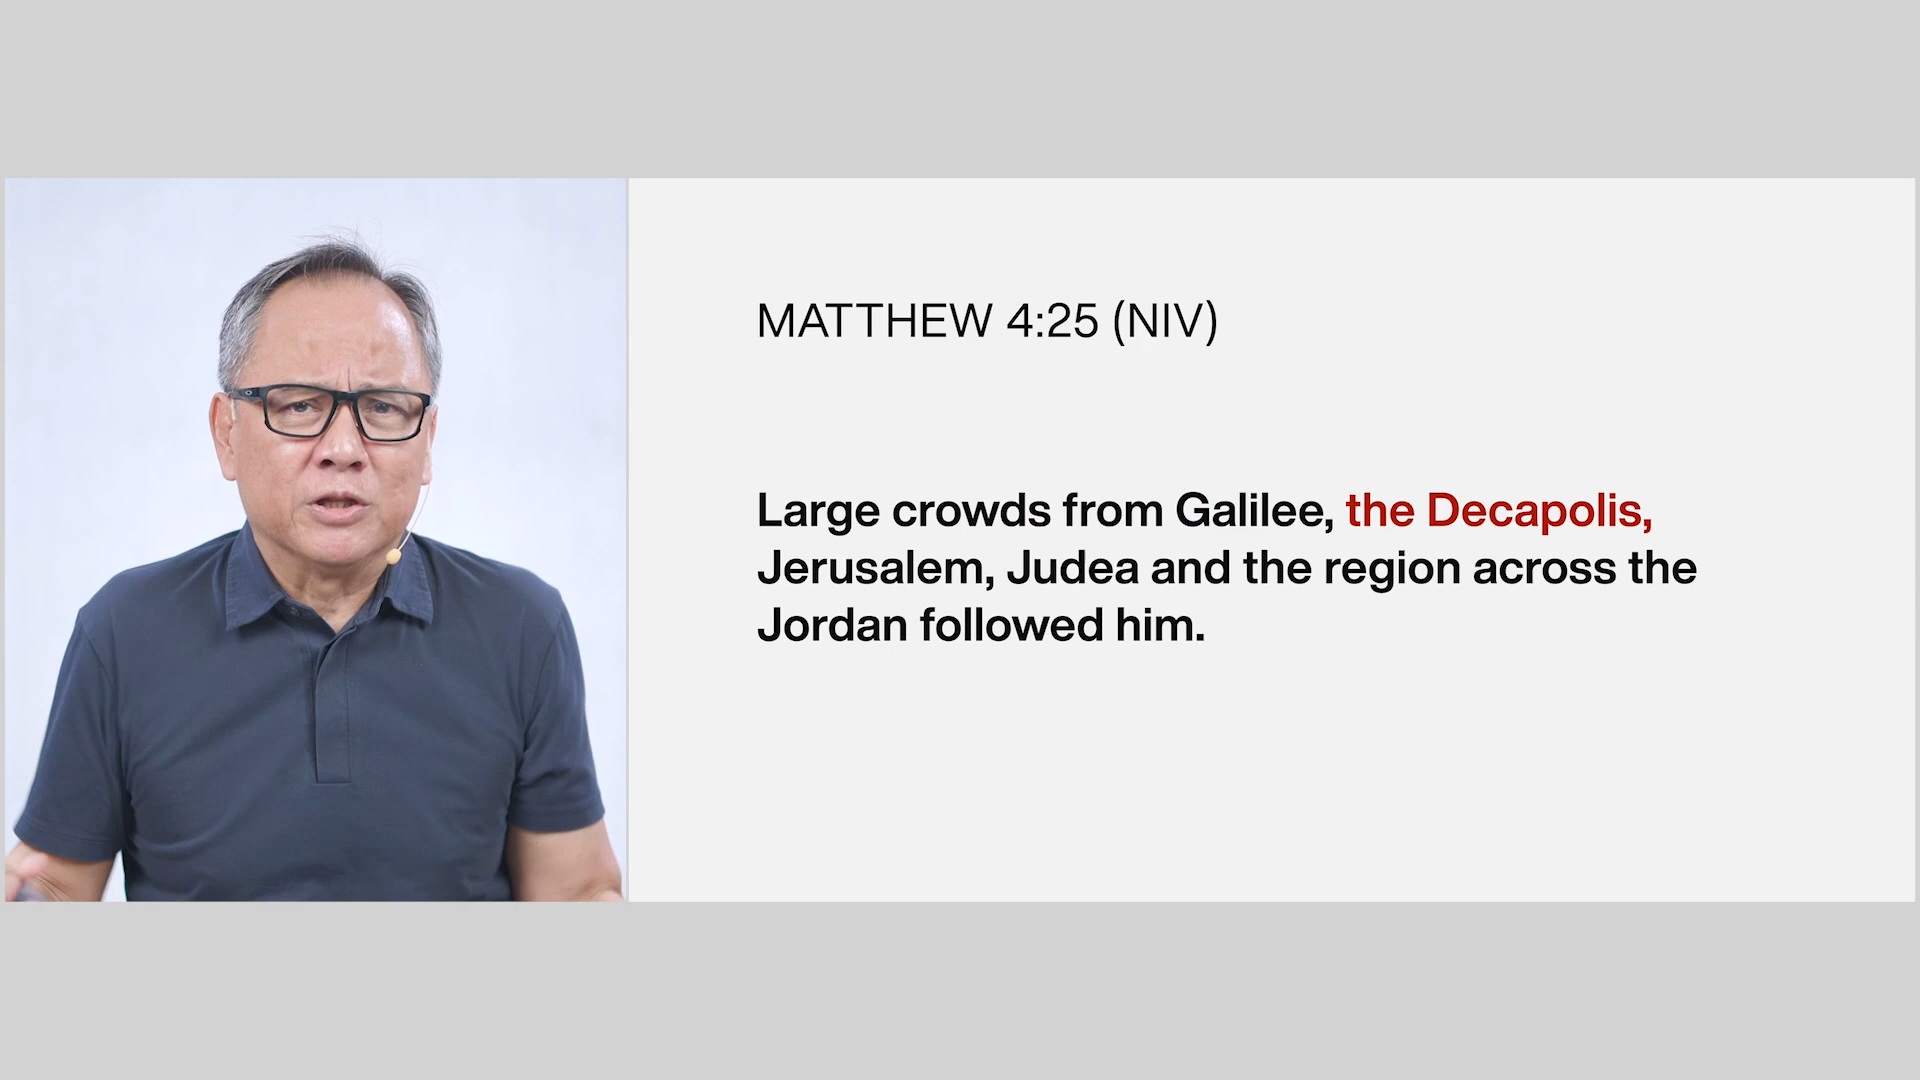 MATTHEW 4:25 (NIV)
Large crowds from Galilee, the Decapolis,
Jerusalem, Judea and the region across the
Jordan followed him.